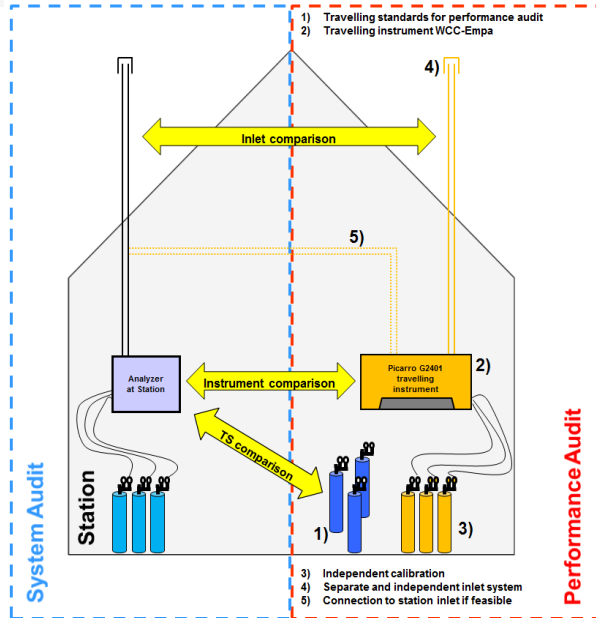 1) Travelling standards for performance audit
2) Travelling instrument WCC-Empa
4)
Inlet comparison
5)
Analyzer
at Station
Instrument comparison
Picarro G2401
travelling
instrument
2)
TS comparison
1)
3)
Station
System Audit
Performance Audit
3) Independent calibration
4) Separate and independent inlet system
5) Connection to station inlet if feasible